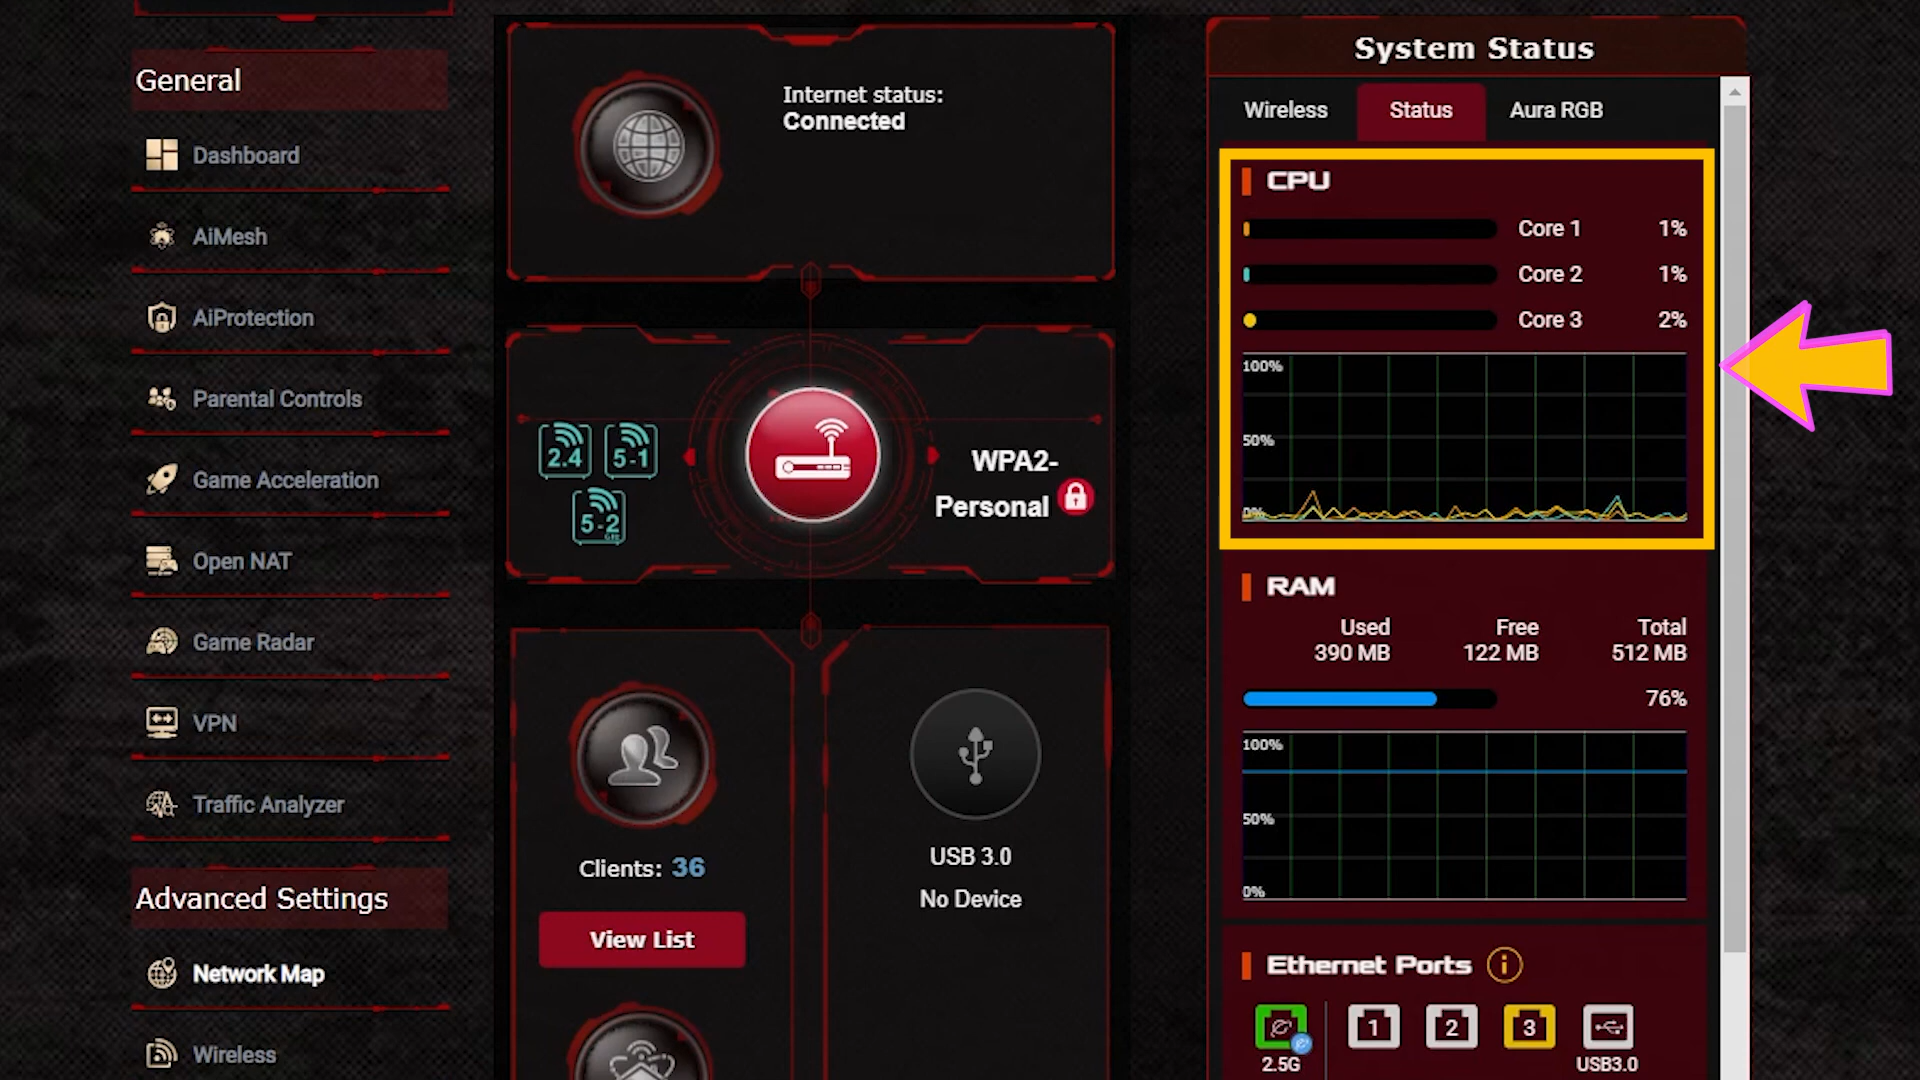 General
Dashboard
AiMesh
AiProtection
Parental Controls
Game Acceleration
Open NAT
Game Radar
VPN
Traffic Analyzer
Advanced Settings
Network Map
Wireless
Internet status:
Connected
2.4
5-1
5-2
WPA2-
Personal
Clients: 36
View List
USB 3.0
No Device
System Status
Wireless Status Aura RGB
CPU
Core 1 1%
Core 2 1%
Core 3 2%
100%
50%
0%
RAM
Used Free Total
390 MB 122 MB 512 MB
76%
100%
50%
0%
Ethernet Ports
1 2 3
2.5G USB3.0